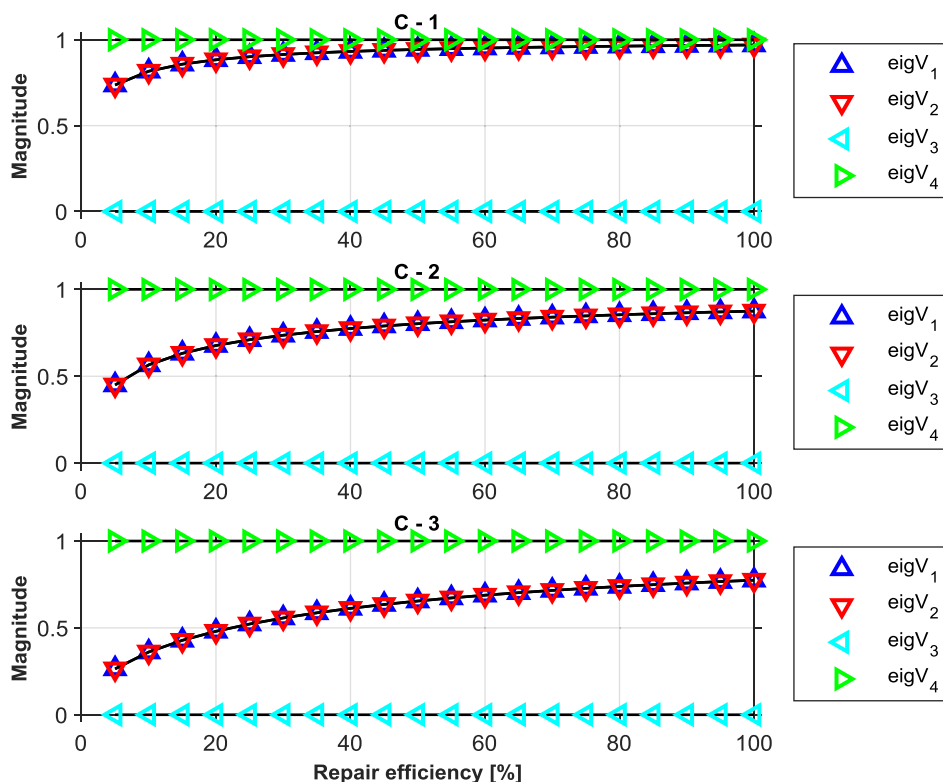 C - 1
Magnitude
1
0.5
0
0 20 40 60 80 100
eigV1
eigV2
eigV3
eigV4
C - 2
Magnitude
1
0.5
0
0 20 40 60 80 100
eigV1
eigV2
eigV3
eigV4
C - 3
Magnitude
1
0.5
0
0 20 40 60 80 100
Repair efficiency [%]
eigV1
eigV2
eigV3
eigV4